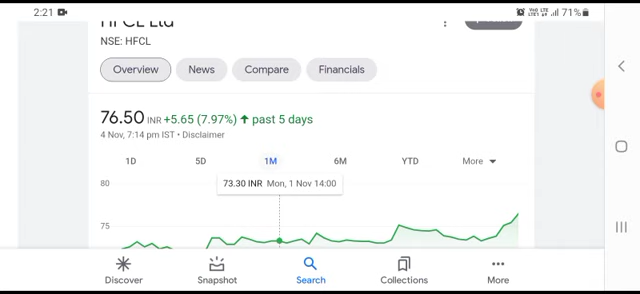 2:21
71%
HFCL Ltd
NSE: HFCL
Overview News Compare Financials
76.50 INR +5.65 (7.97%) ↑ past 5 days
4 Nov, 7:14 pm IST • Disclaimer
1D 5D 1M 6M YTD More
80
73.30 INR Mon, 1 Nov 14:00
75
Discover Snapshot Search Collections More